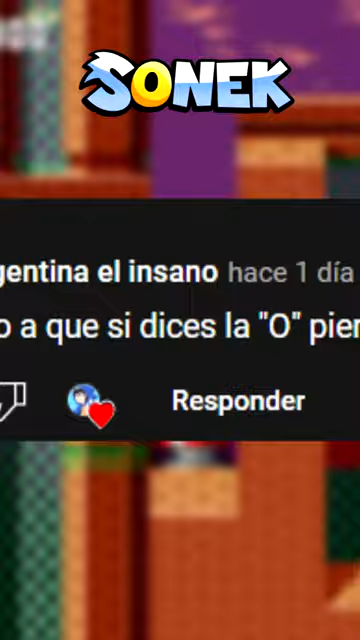 SONEK
gentina el insano hace 1 día
o a que si dices la "O" pier
Responder